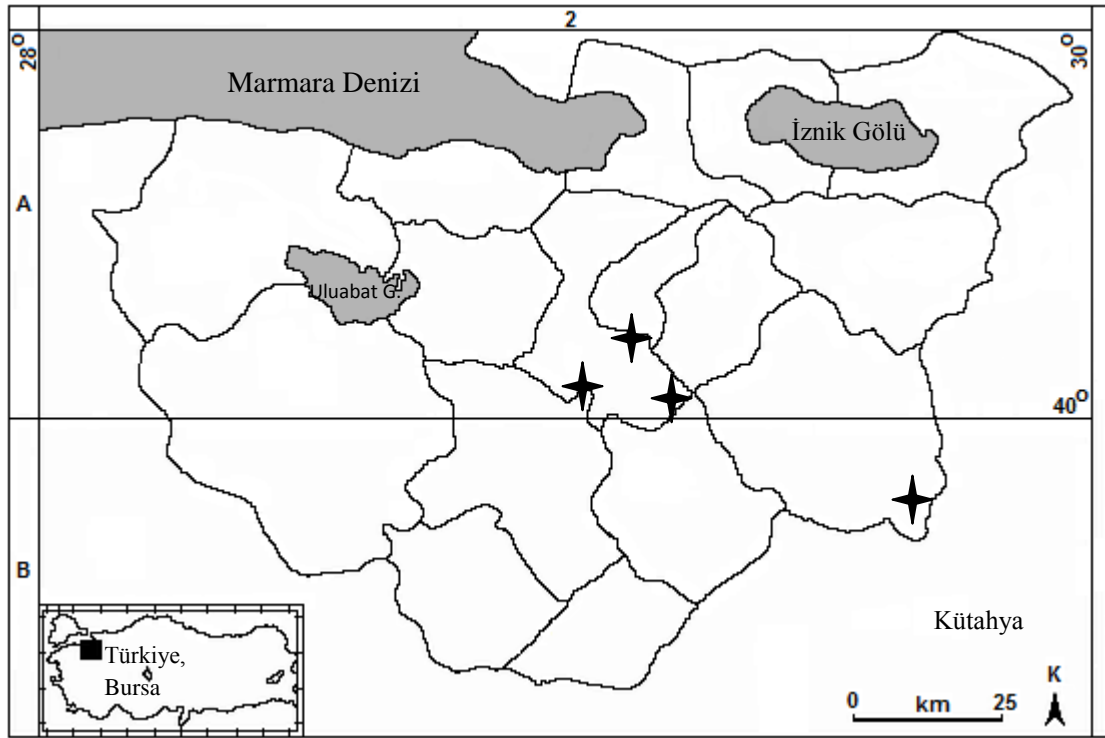 2
28°
30°
Marmara Denizi
İznik Gölü
A
Uluabat G.
40°
B
Kütahya
Türkiye,
Bursa
K
0 km 25